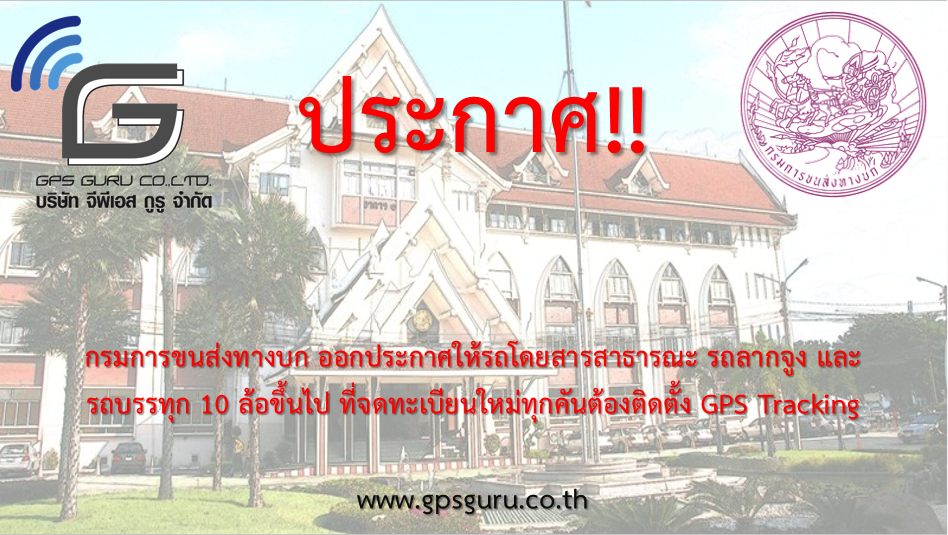 ประกาศ!!
GPS GURU CO.,LTD.
บริษัท จีพีเอส กูรู จำกัด
กรมการขนส่งทางบก
อาคาร ๑
กรมการขนส่งทางบก ออกประกาศให้รถโดยสารสาธารณะ รถลากจูง และ
รถบรรทุก 10 ล้อขึ้นไป ที่จดทะเบียนใหม่ทุกคันต้องติดตั้ง GPS Tracking
www.gpsguru.co.th